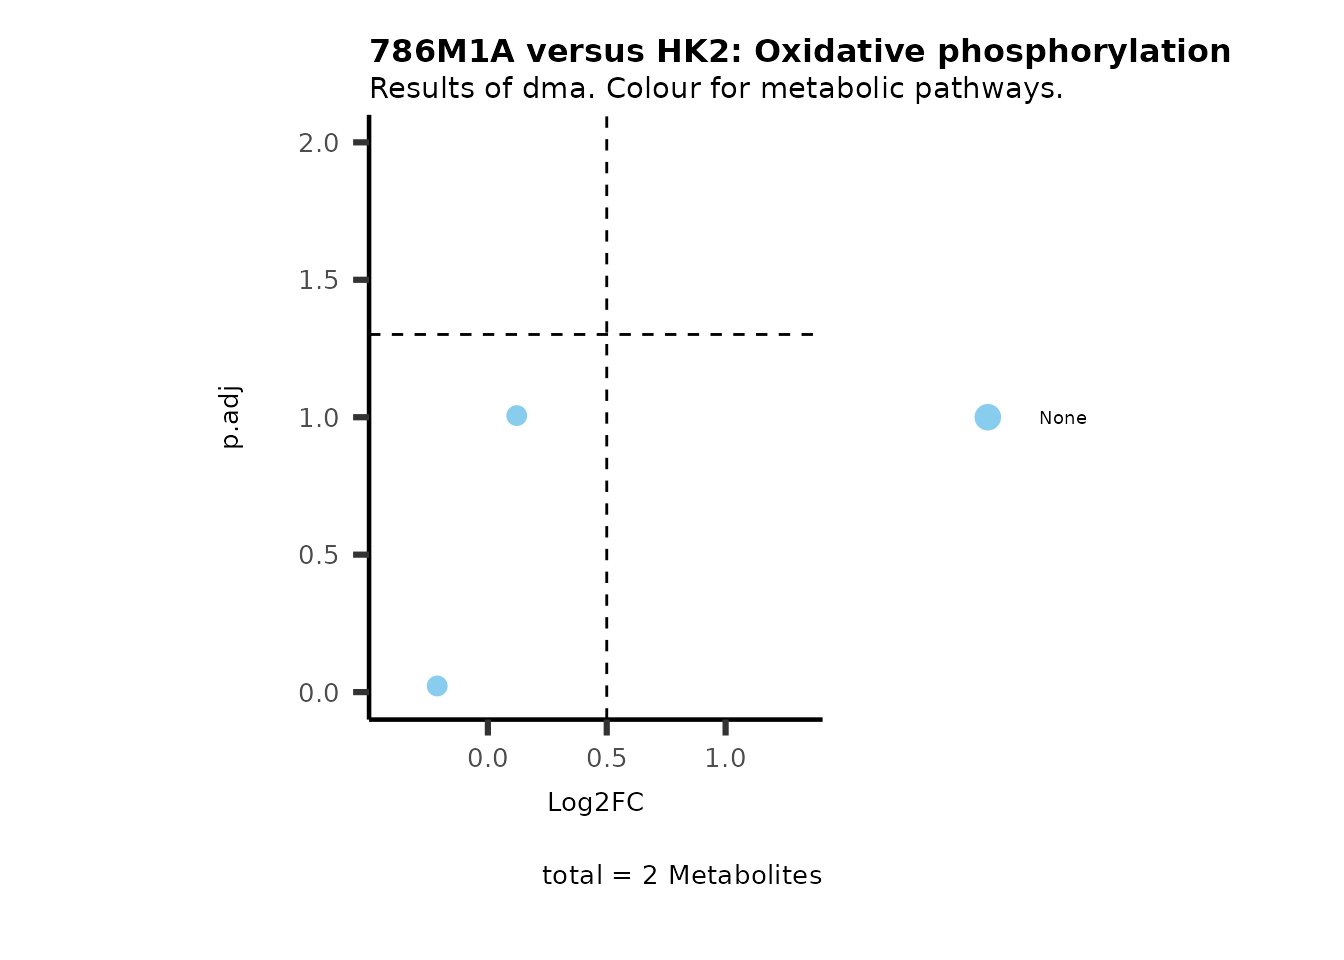 786M1A versus HK2: Oxidative phosphorylation
Results of dma. Colour for metabolic pathways.
2.0
1.5
1.0
0.5
0.0
p.adj
None
0.0 0.5 1.0
Log2FC
total = 2 Metabolites